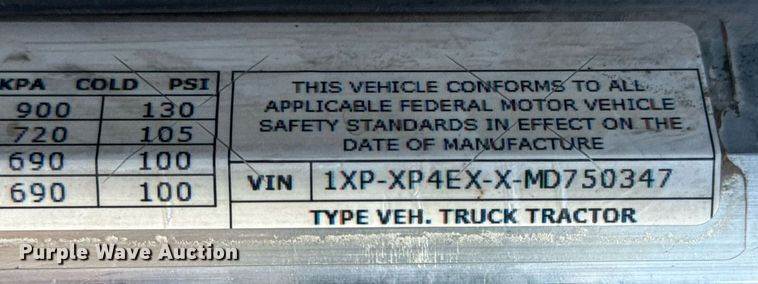 KPA COLD PSI
900 130
720 105
690 100
690 100
THIS VEHICLE CONFORMS TO ALL
APPLICABLE FEDERAL MOTOR VEHICLE
SAFETY STANDARDS IN EFFECT ON THE
DATE OF MANUFACTURE
VIN 1XP-XP4EX-X-MD750347
TYPE VEH. TRUCK TRACTOR
Purple Wave Auction